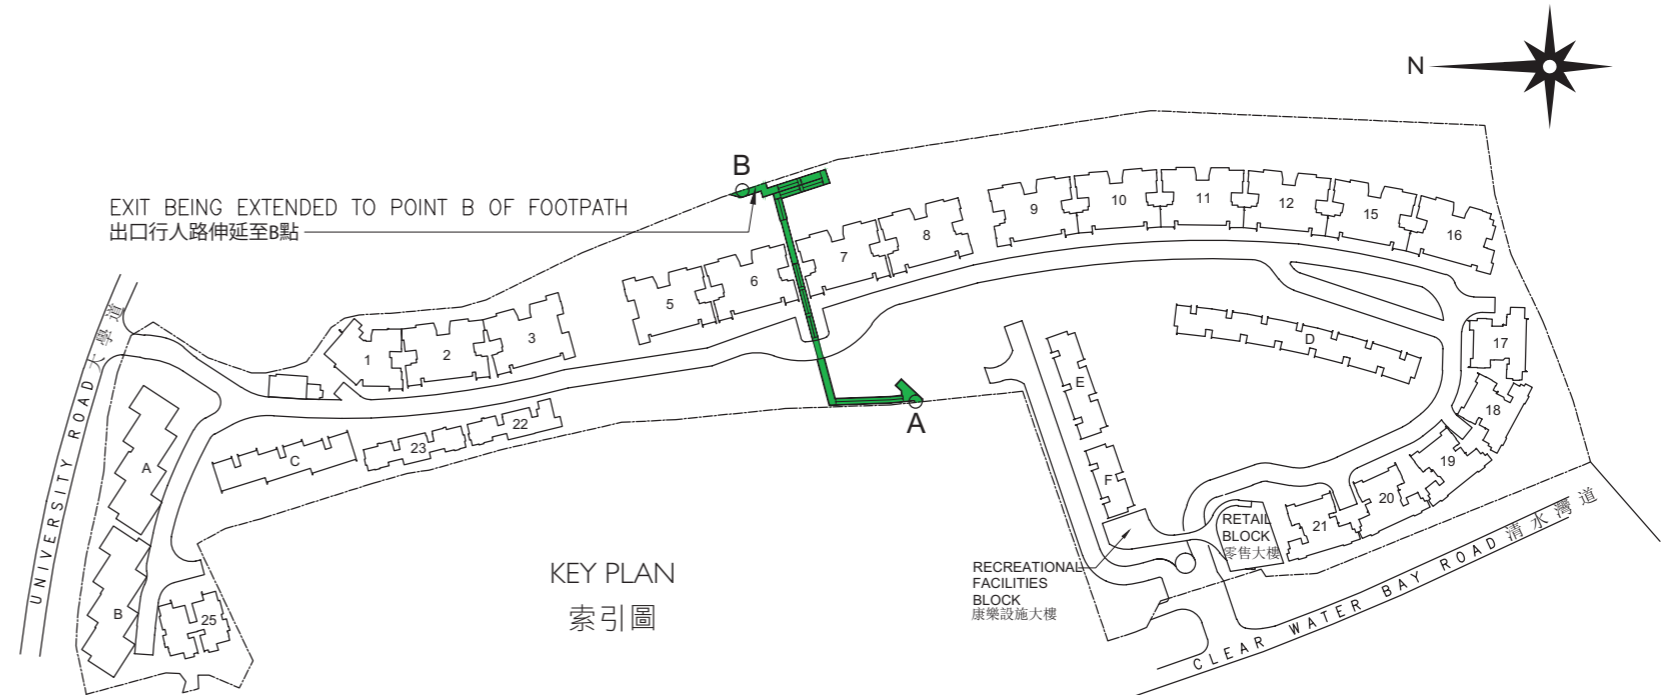 N
B
EXIT BEING EXTENDED TO POINT B OF FOOTPATH
出口行人路伸延至B點
9
10
11
12
15
16
8
7
6
5
3
2
1
UNIVERSITY ROAD 大學道
A
B
C
23
22
25
A
E
F
D
17
18
19
20
21
RETAIL
BLOCK
零售大樓
RECREATIONAL
FACILITIES
BLOCK
康樂設施大樓
CLEAR WATER BAY ROAD 清水灣道
KEY PLAN
索引圖